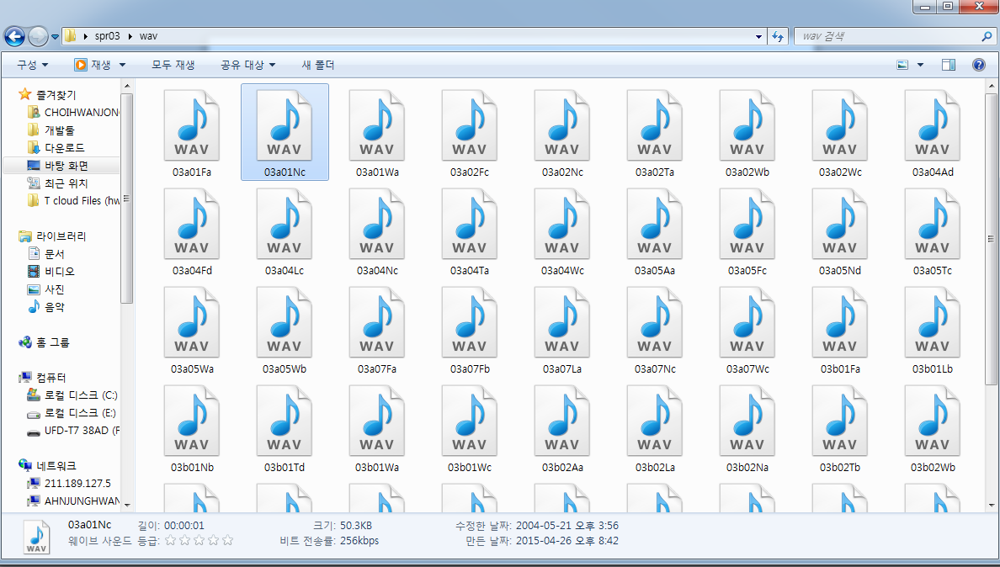 spr03 wav
wav 검색
구성 재생 모두 재생 공유 대상 새 폴더
즐겨찾기
CHOIHWANJON
개발툴
다운로드
바탕 화면
최근 위치
T cloud Files (hw
라이브러리
문서
비디오
사진
음악
홈 그룹
컴퓨터
로컬 디스크 (C:)
로컬 디스크 (E:)
UFD-T7 38AD (F
네트워크
211.189.127.5
AHNJUNGHWAN
WAV WAV WAV WAV WAV WAV WAV WAV WAV
03a01Fa 03a01Nc 03a01Wa 03a02Fc 03a02Nc 03a02Ta 03a02Wb 03a02Wc 03a04Ad
WAV WAV WAV WAV WAV WAV WAV WAV WAV
03a04Fd 03a04Lc 03a04Nc 03a04Ta 03a04Wc 03a05Aa 03a05Fc 03a05Nd 03a05Tc
WAV WAV WAV WAV WAV WAV WAV WAV WAV
03a05Wa 03a05Wb 03a07Fa 03a07Fb 03a07La 03a07Nc 03a07Wc 03b01Fa 03b01Lb
WAV WAV WAV WAV WAV WAV WAV WAV WAV
03b01Nb 03b01Td 03b01Wa 03b01Wc 03b02Aa 03b02La 03b02Na 03b02Tb 03b02Wb
WAV
03a01Nc 길이: 00:00:01 크기: 50.3KB 수정한 날짜: 2004-05-21 오후 3:56
웨이브 사운드 등급: 비트 전송률: 256kbps 만든 날짜: 2015-04-26 오후 8:42